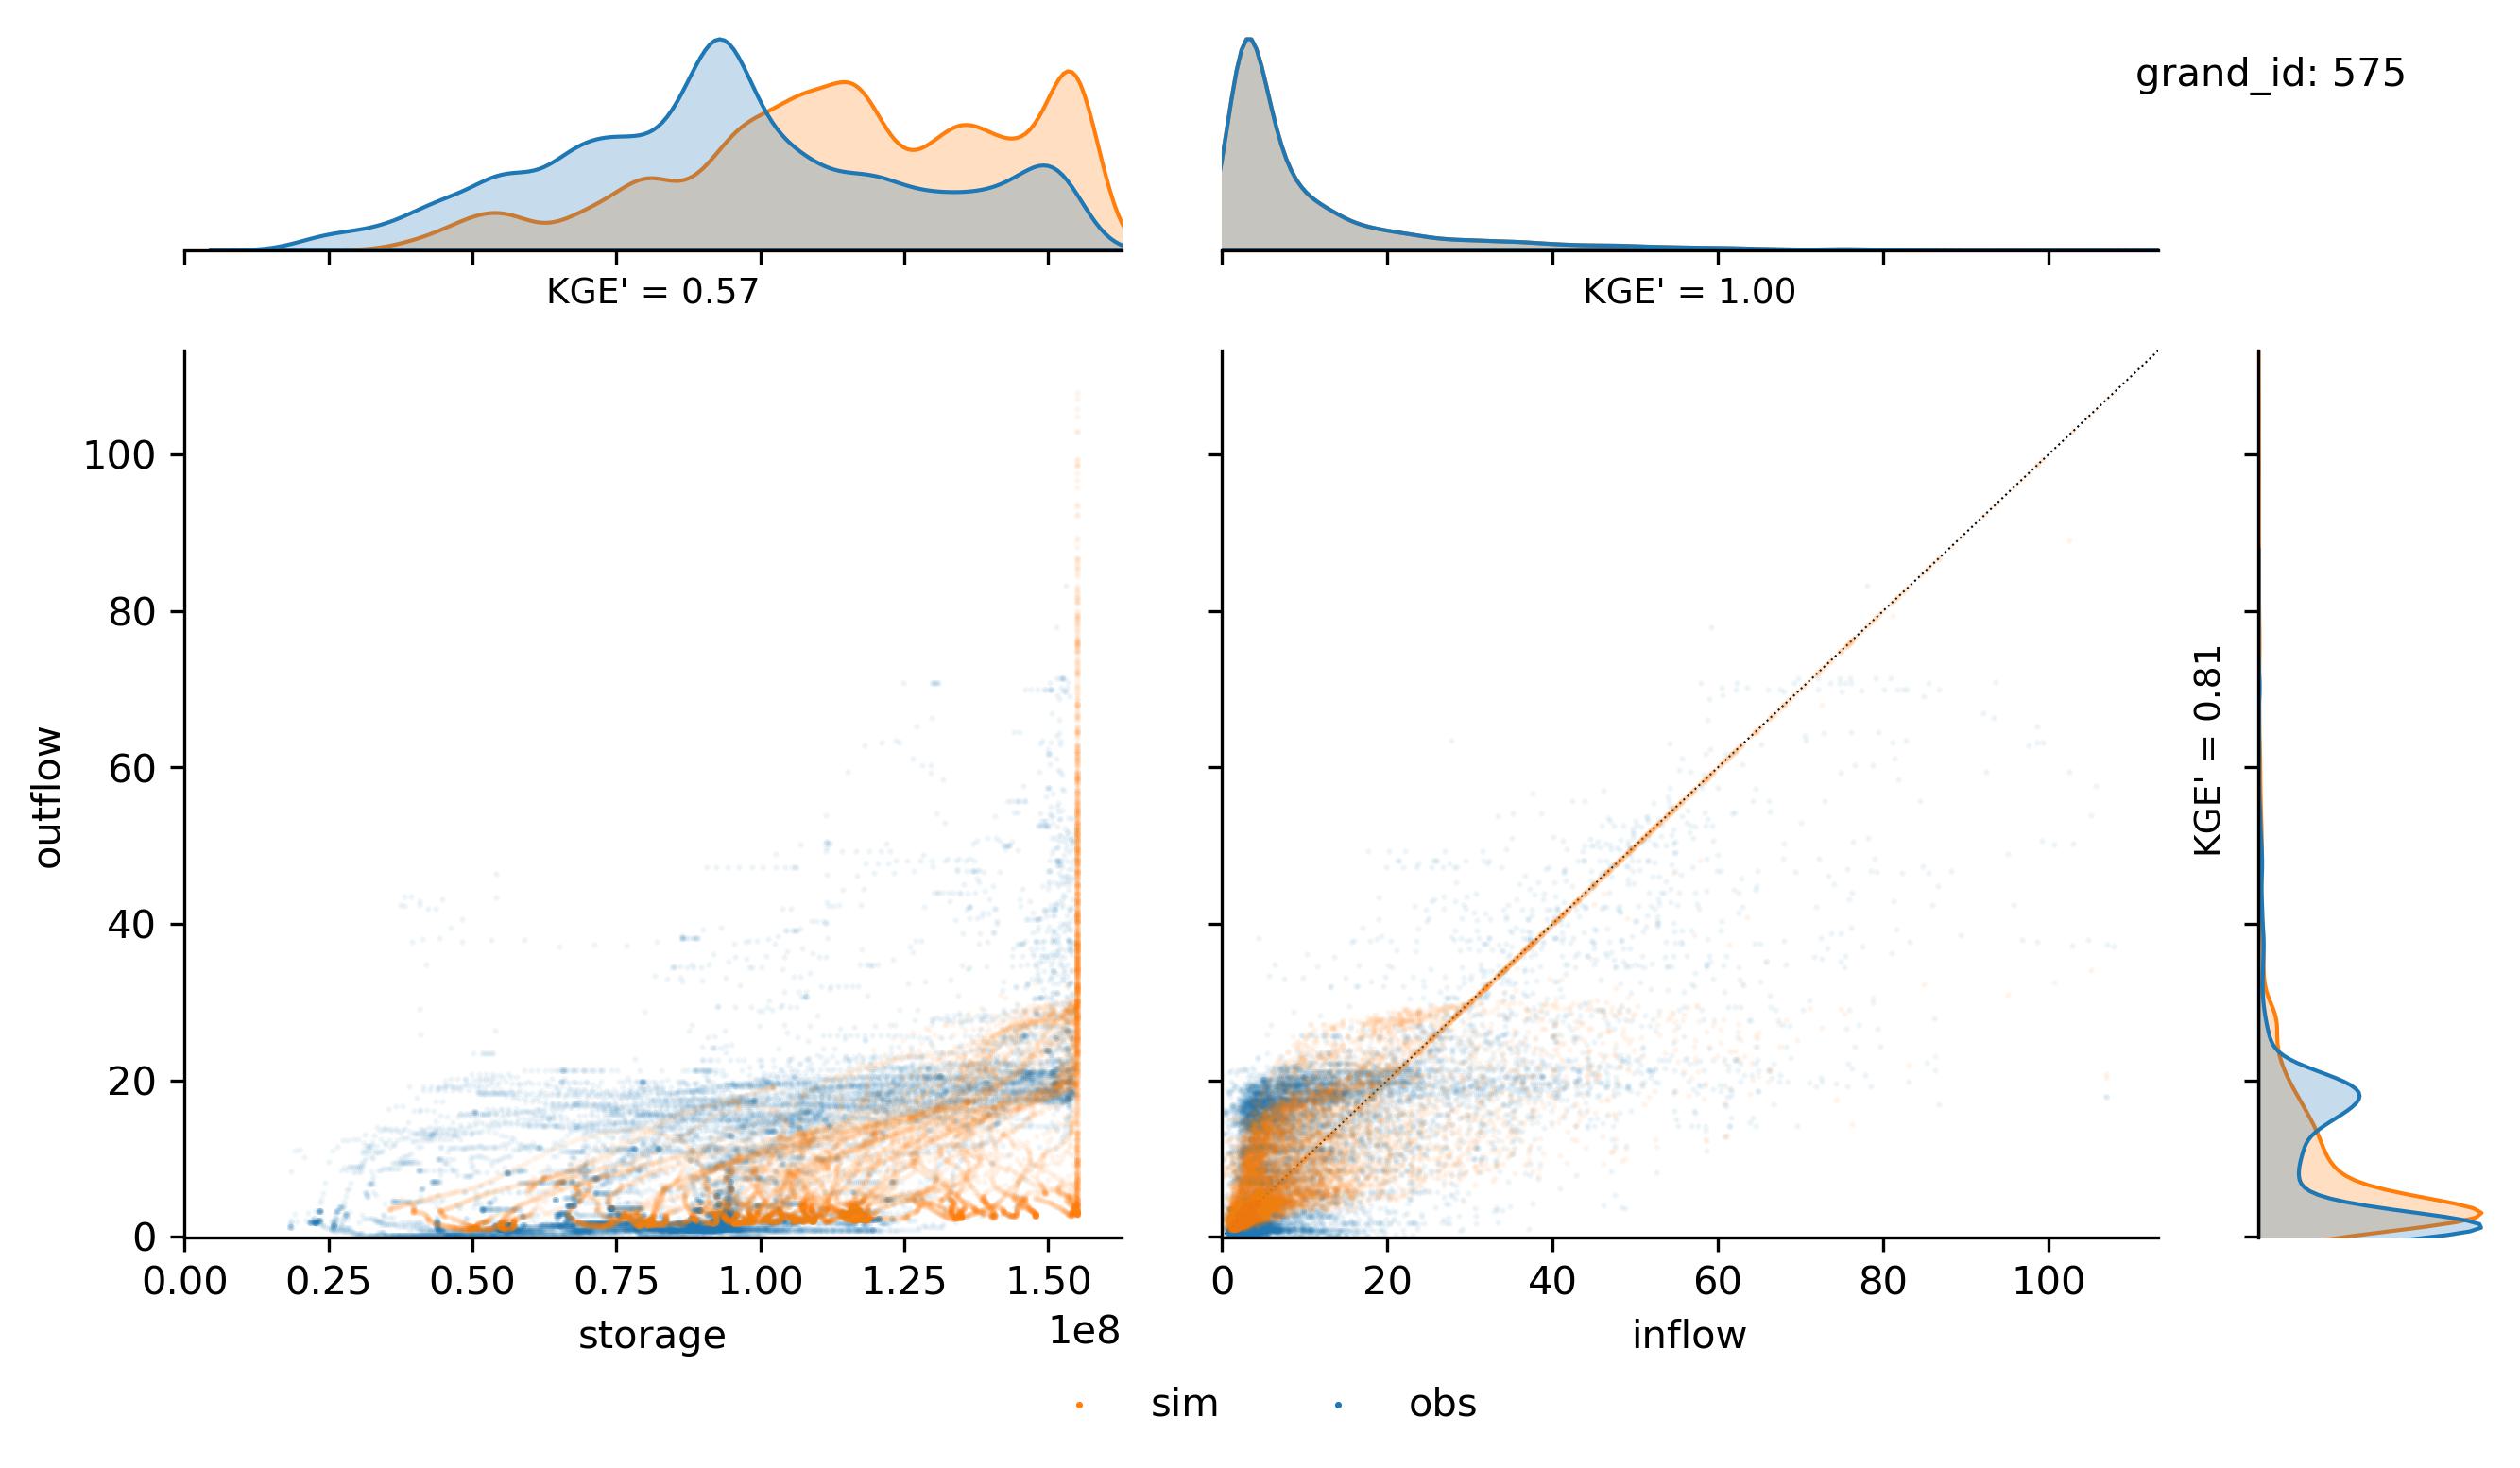 grand_id: 575
KGE' = 0.57
KGE' = 1.00
outflow
100
80
60
40
20
0
0.00 0.25 0.50 0.75 1.00 1.25 1.50
1e8
storage
0 20 40 60 80 100
inflow
KGE' = 0.81
sim obs